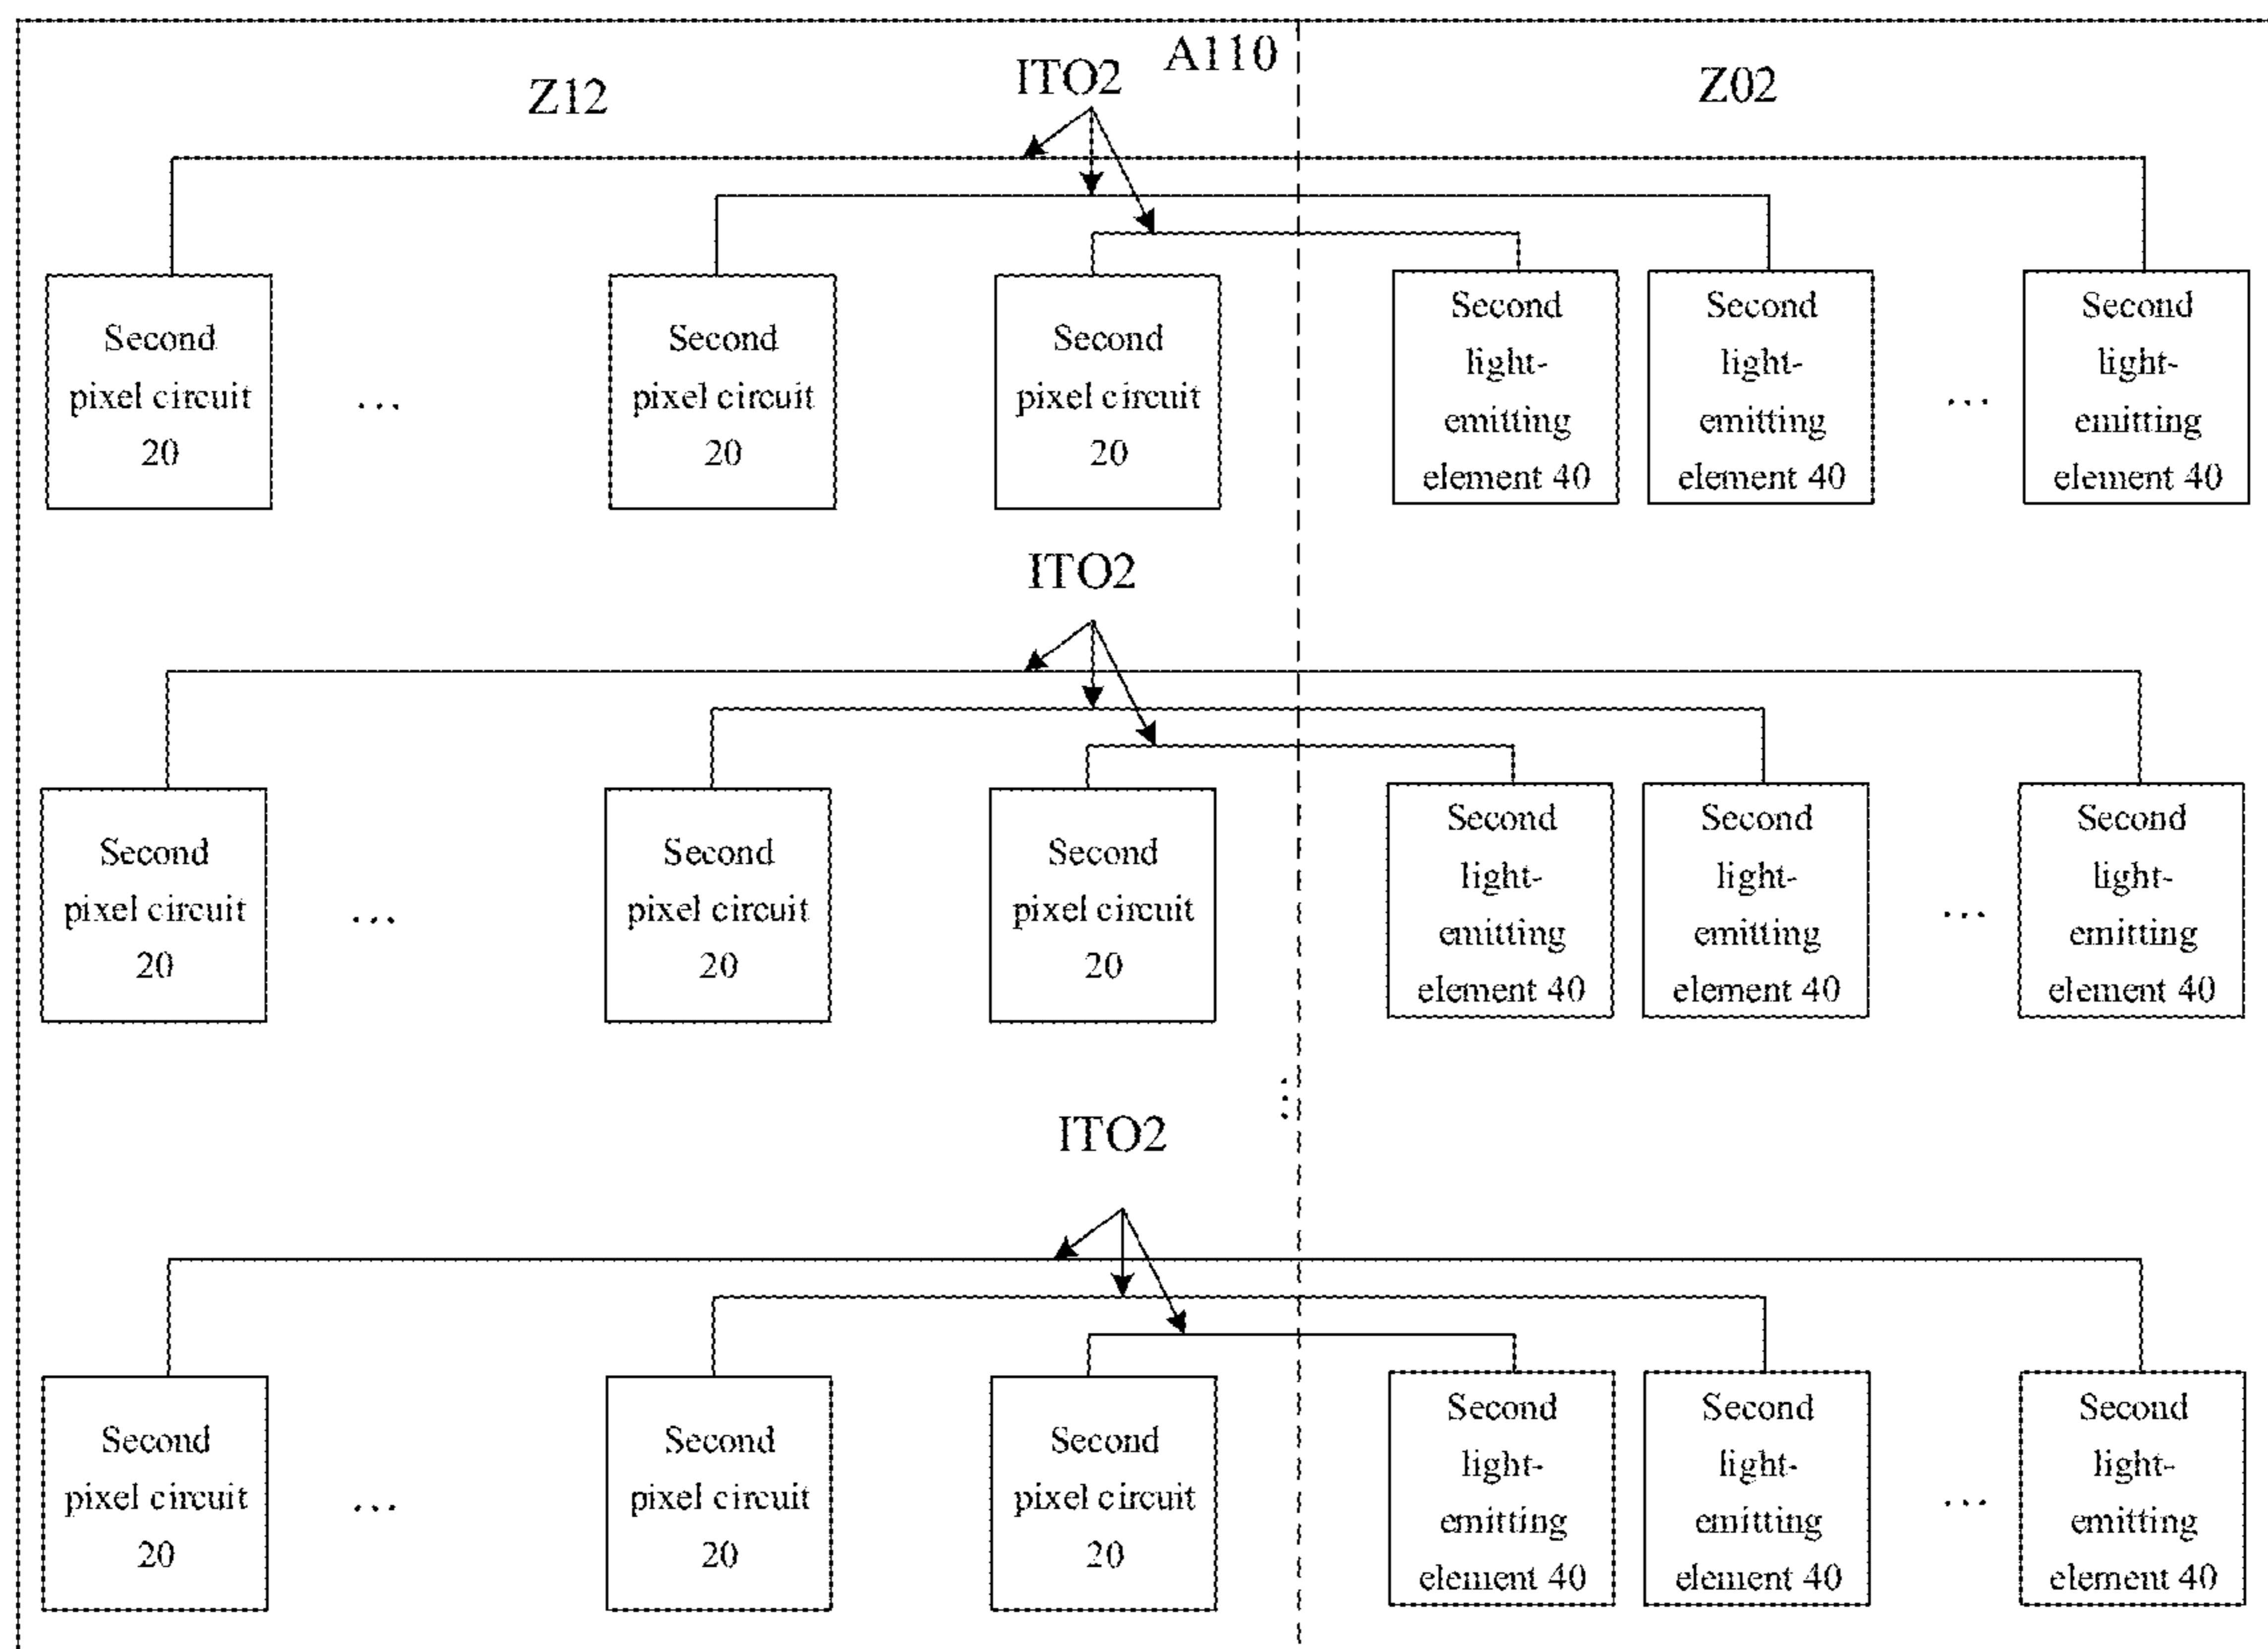 A110
Z12
ITO2
Z02
Second
pixel circuit
20
...
Second
pixel circuit
20
Second
pixel circuit
20
Second
light-
emitting
element 40
Second
light-
emitting
element 40
...
Second
light-
emitting
element 40
ITO2
Second
pixel circuit
20
...
Second
pixel circuit
20
Second
pixel circuit
20
Second
light-
emitting
element 40
Second
light-
emitting
element 40
...
Second
light-
emitting
element 40
⋮
ITO2
Second
pixel circuit
20
...
Second
pixel circuit
20
Second
pixel circuit
20
Second
light-
emitting
element 40
Second
light-
emitting
element 40
...
Second
light-
emitting
element 40